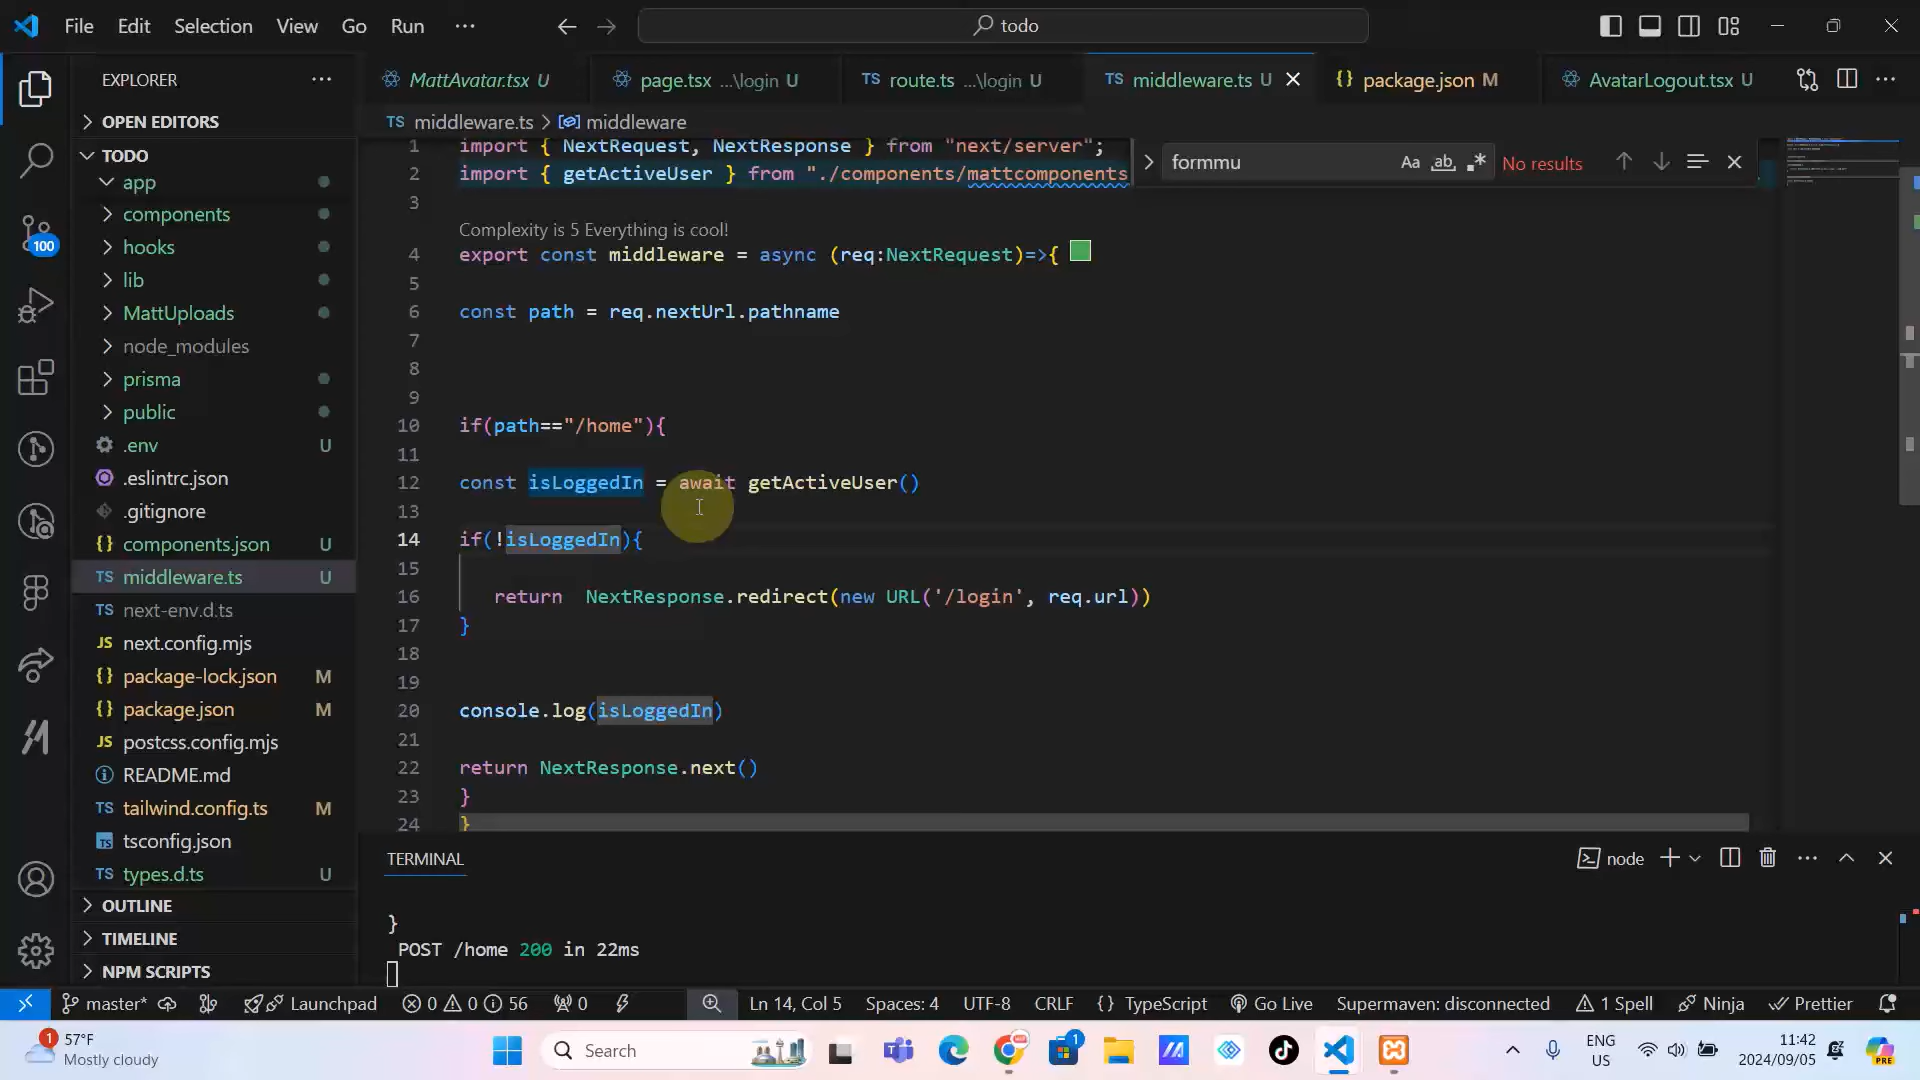 File Edit Selection View Go Run ···
todo
EXPLORER
OPEN EDITORS
TODO
app
components
hooks
lib
MattUploads
node_modules
prisma
public
.env U
.eslintrc.json
.gitignore
components.json U
middleware.ts U
next-env.d.ts
next.config.mjs
package-lock.json M
package.json M
postcss.config.mjs
README.md
tailwind.config.ts M
tsconfig.json
types.d.ts U
OUTLINE
TIMELINE
NPM SCRIPTS
100
MattAvatar.tsx U
page.tsx ...\login U
route.ts ...\login U
middleware.ts U
package.json M
AvatarLogout.tsx U
TS middleware.ts > middleware
formmu
Aa ab .*
No results
1 import { NextRequest, NextResponse } from "next/server";
2 import { getActiveUser } from "./components/mattcomponents
3
Complexity is 5 Everything is cool!
4 export const middleware = async (req:NextRequest)=>{
5
6 const path = req.nextUrl.pathname
7
8
9
10 if(path=="/home"){
11
12 const isLoggedIn = await getActiveUser()
13
14 if(!isLoggedIn){
15
16 return  NextResponse.redirect(new URL('/login', req.url))
17 }
18
19
20 console.log(isLoggedIn)
21
22 return NextResponse.next()
23 }
24 }
TERMINAL
node
}
POST /home 200 in 22ms
master* Launchpad 0 0 56 0 Ln 14, Col 5 Spaces: 4 UTF-8 CRLF {} TypeScript Go Live Supermaven: disconnected 1 Spell Ninja Prettier
1
57°F
Mostly cloudy
Search
1
PRE
ENG
US
11:42
2024/09/05